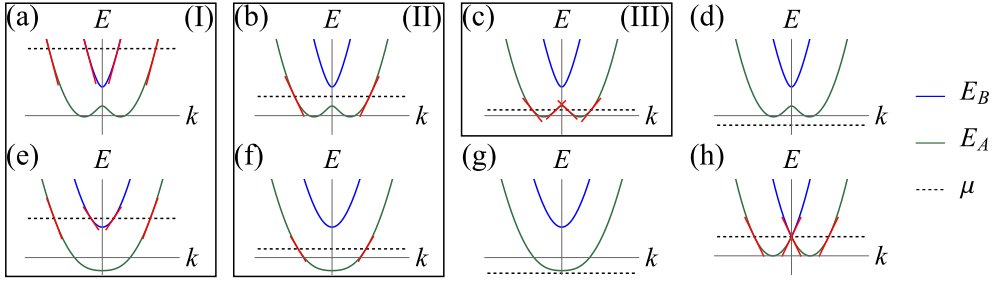 (a) E (I) (b) E (II) (c) E (III) (d) E
k k k k
E_B
E_A
μ
(e) E (f) E (g) E (h) E
k k k k